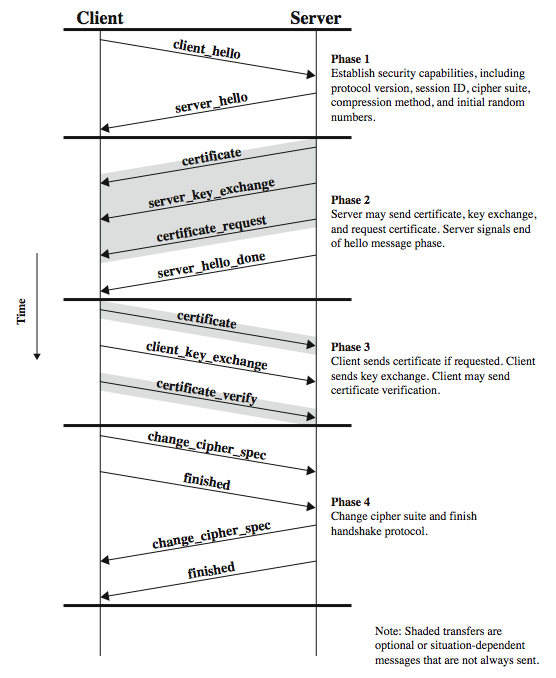 Client
Server
client_hello
server_hello
Phase 1
Establish security capabilities, including
protocol version, session ID, cipher suite,
compression method, and initial random
numbers.
certificate
server_key_exchange
certificate_request
server_hello_done
Phase 2
Server may send certificate, key exchange,
and request certificate. Server signals end
of hello message phase.
Time
certificate
client_key_exchange
certificate_verify
Phase 3
Client sends certificate if requested. Client
sends key exchange. Client may send
certificate verification.
change_cipher_spec
finished
change_cipher_spec
finished
Phase 4
Change cipher suite and finish
handshake protocol.
Note: Shaded transfers are
optional or situation-dependent
messages that are not always sent.